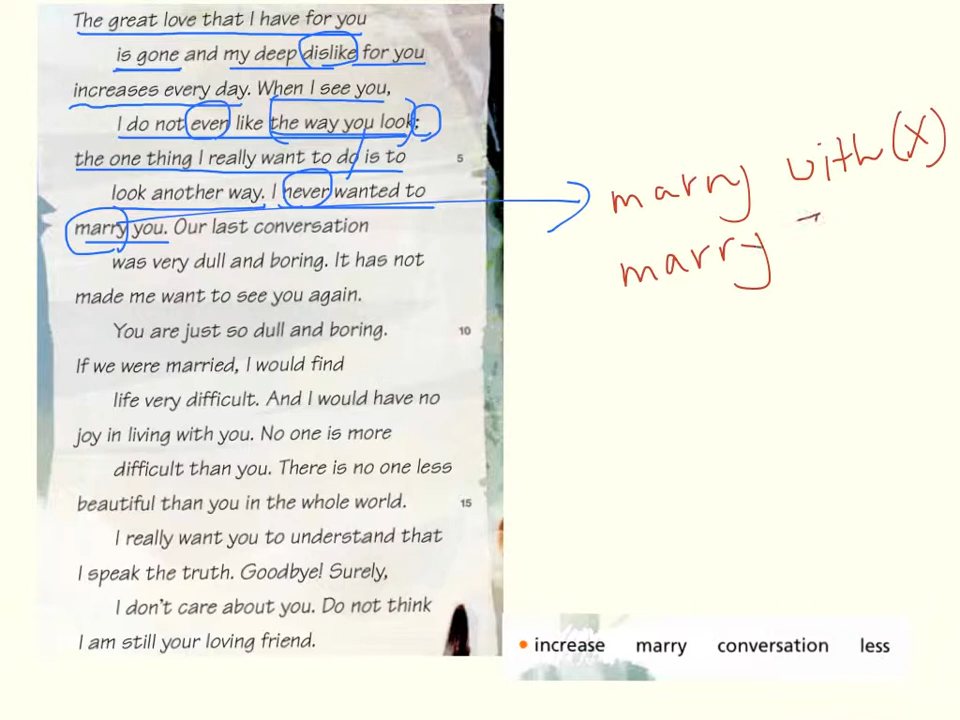 The great love that I have for you
is gone and my deep dislike for you
increases every day. When I see you,
I do not even like the way you look;
the one thing I really want to do is to 5
look another way. I never wanted to
marry you. Our last conversation
was very dull and boring. It has not
made me want to see you again.
You are just so dull and boring. 10
If we were married, I would find
life very difficult. And I would have no
joy in living with you. No one is more
difficult than you. There is no one less
beautiful than you in the whole world. 15
I really want you to understand that
I speak the truth. Goodbye! Surely,
I don't care about you. Do not think
I am still your loving friend.
marry with (X)
marry
• increase marry conversation less